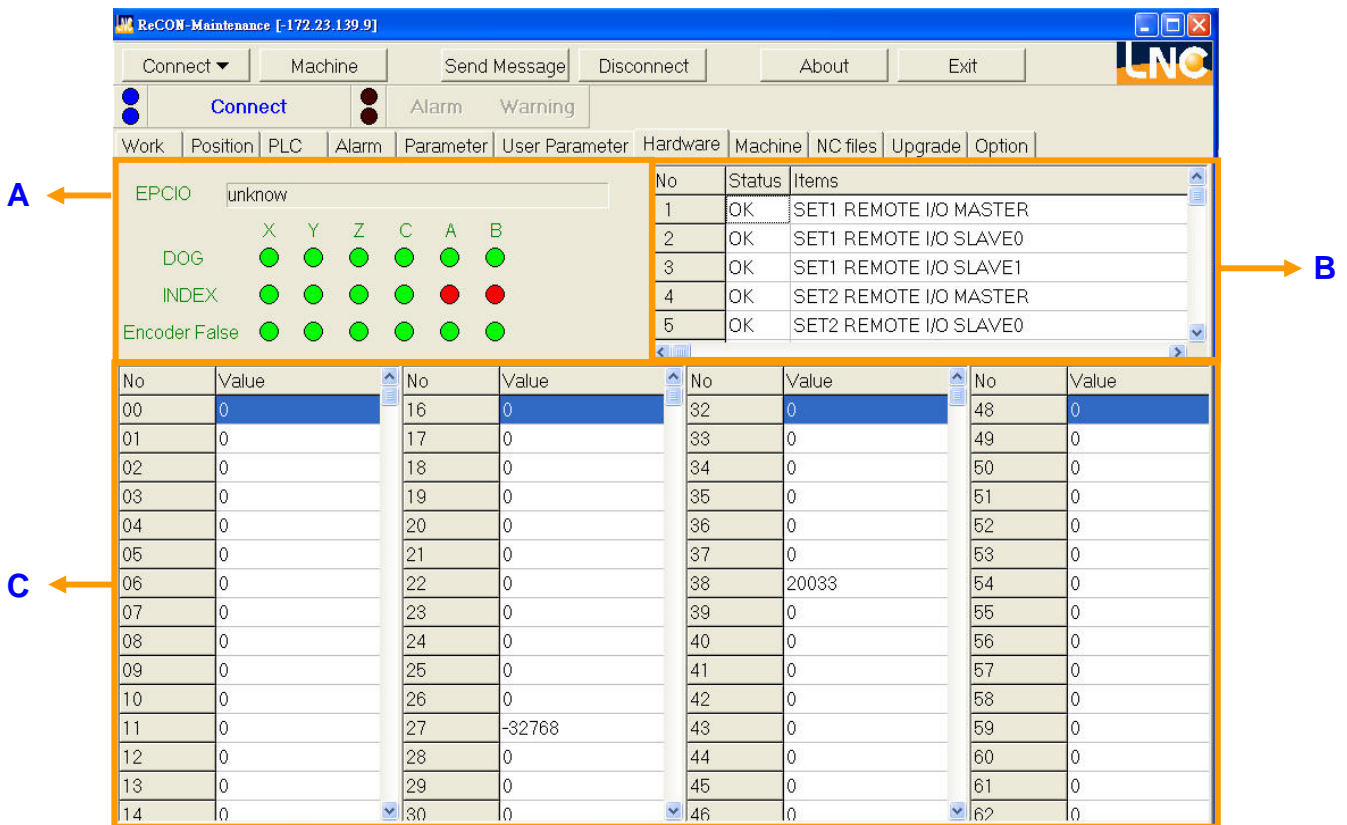 ReCON-Maintenance [-172.23.139.9]
Connect Machine Send Message Disconnect About Exit LNC
Connect Alarm Warning
Work Position PLC Alarm Parameter User Parameter Hardware Machine NC files Upgrade Option
A
EPCIO unknow
X Y Z C A B
DOG
INDEX
Encoder False
No Status Items
1 OK SET1 REMOTE I/O MASTER
2 OK SET1 REMOTE I/O SLAVE0
3 OK SET1 REMOTE I/O SLAVE1
4 OK SET2 REMOTE I/O MASTER
5 OK SET2 REMOTE I/O SLAVE0
B
No Value No Value No Value No Value
00 0 16 0 32 0 48 0
01 0 17 0 33 0 49 0
02 0 18 0 34 0 50 0
03 0 19 0 35 0 51 0
04 0 20 0 36 0 52 0
05 0 21 0 37 0 53 0
C
06 0 22 0 38 20033 54 0
07 0 23 0 39 0 55 0
08 0 24 0 40 0 56 0
09 0 25 0 41 0 57 0
10 0 26 0 42 0 58 0
11 0 27 -32768 43 0 59 0
12 0 28 0 44 0 60 0
13 0 29 0 45 0 61 0
14 0 30 0 46 0 62 0